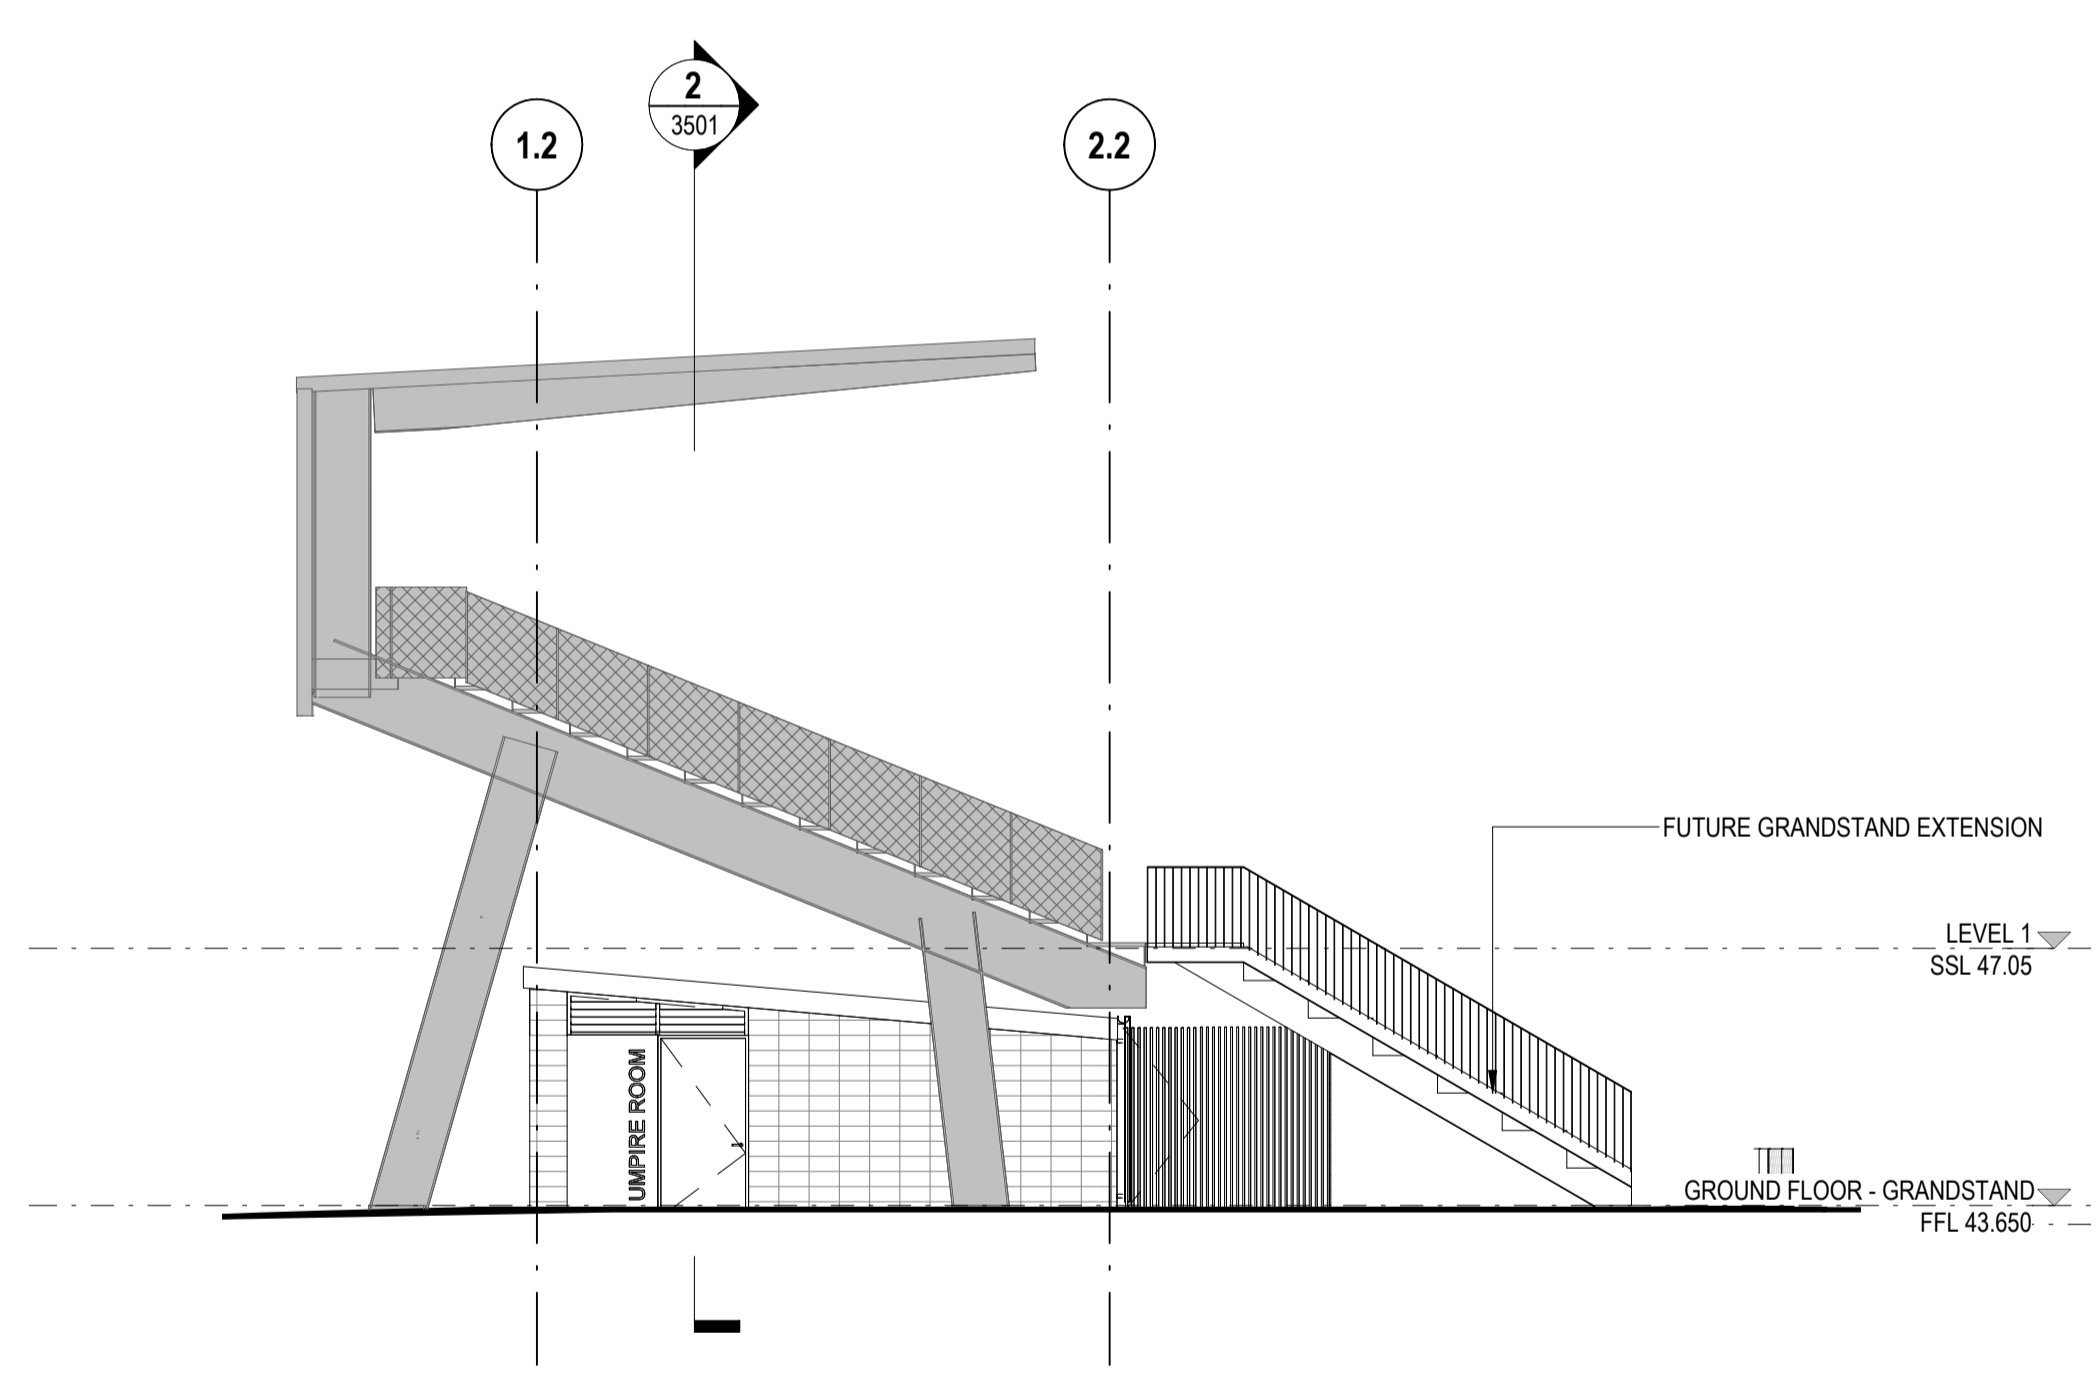 2
3501
1.2
2.2
FUTURE GRANDSTAND EXTENSION
LEVEL 1
SSL 47.05
UMPIRE ROOM
GROUND FLOOR - GRANDSTAND
FFL 43.650